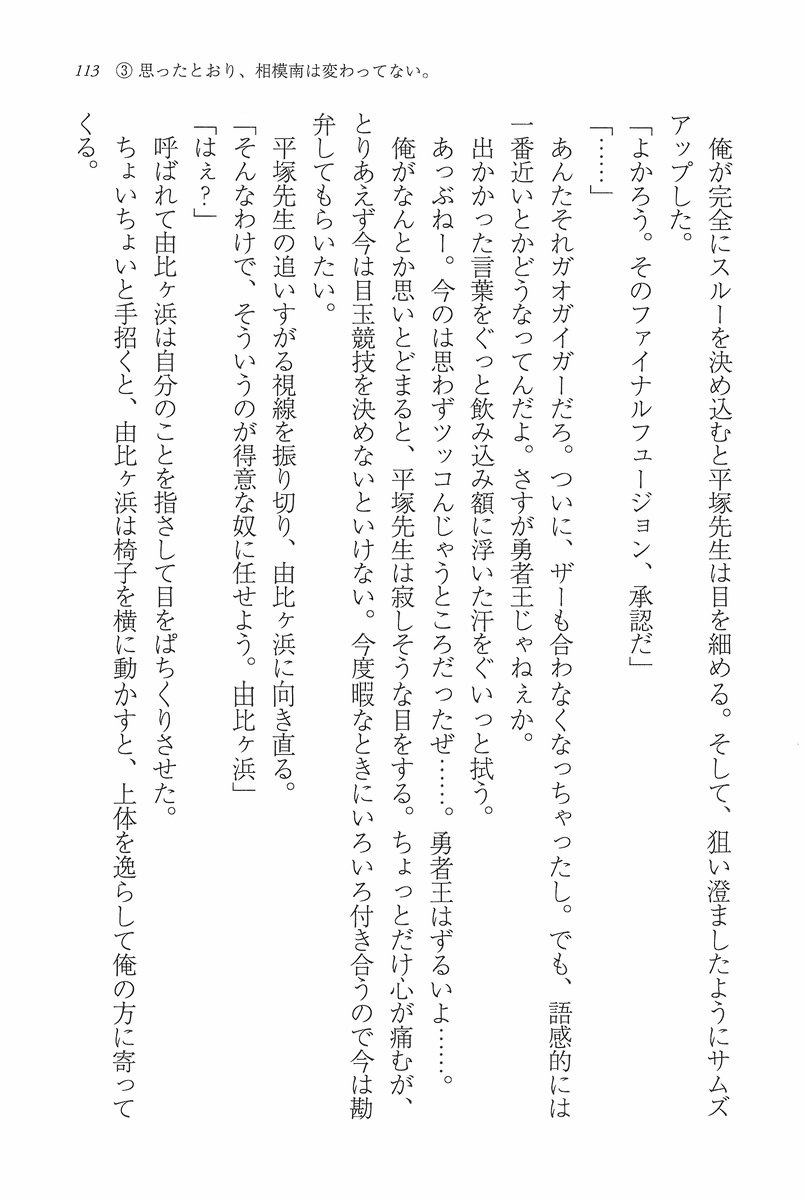 113 ③ 思ったとおり、相模南は変わってない。
俺が完全にスルーを決め込むと平塚先生は目を細める。そして、狙い澄ましたようにサムズ
アップした。
「よかろう。そのファイナルフュージョン、承認だ」
「……」
あんたそれガオガイガーだろ。ついに、ザーも合わなくなっちゃったし。でも、語感的には
一番近いとかどうなってんだよ。さすが勇者王じゃねぇか。
出かかった言葉をぐっと飲み込み額に浮いた汗をぐいっと拭う。
あっぶねー。今のは思わずツッコんじゃうところだったぜ……。勇者王はずるいよ……。
俺がなんとか思いとどまると、平塚先生は寂しそうな目をする。ちょっとだけ心が痛むが、
とりあえず今は目玉競技を決めないといけない。今度暇なときにいろいろ付き合うので今は勘
弁してもらいたい。
平塚先生の追いすがる視線を振り切り、由比ヶ浜に向き直る。
「そんなわけで、そういうのが得意な奴に任せよう。由比ヶ浜」
「はぇ？」
呼ばれて由比ヶ浜は自分のことを指さして目をぱちくりさせた。
ちょいちょいと手招くと、由比ヶ浜は椅子を横に動かすと、上体を逸らして俺の方に寄って
くる。